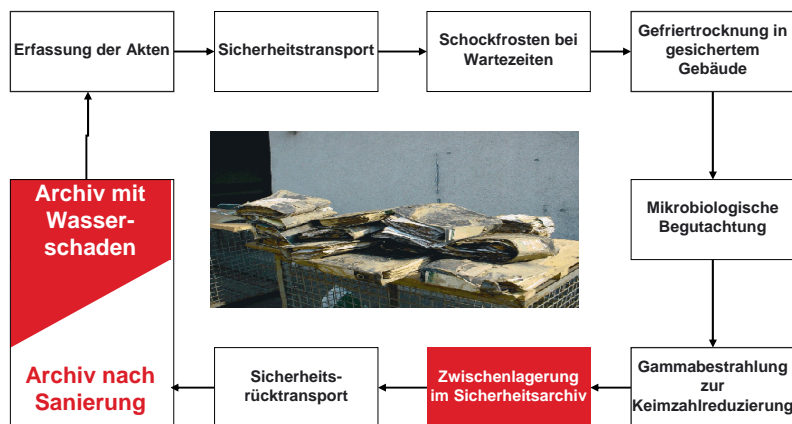 Erfassung der Akten
Sicherheitstransport
Schockfrosten bei
Wartezeiten
Gefriertrocknung in
gesichertem
Gebäude
Mikrobiologische
Begutachtung
Gammabestrahlung
zur
Keimzahlreduzierung
Zwischenlagerung
im Sicherheitsarchiv
Sicherheits-
rücktransport
Archiv mit
Wasser-
schaden
Archiv nach
Sanierung